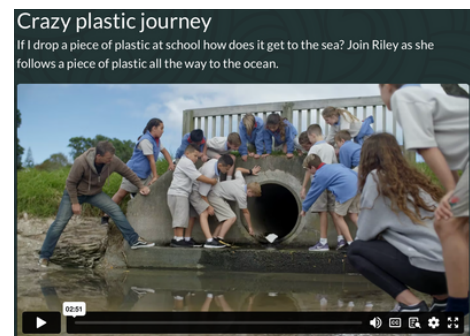 Crazy plastic journey
If I drop a piece of plastic at school how does it get to the sea? Join Riley as she
follows a piece of plastic all the way to the ocean.
02:51